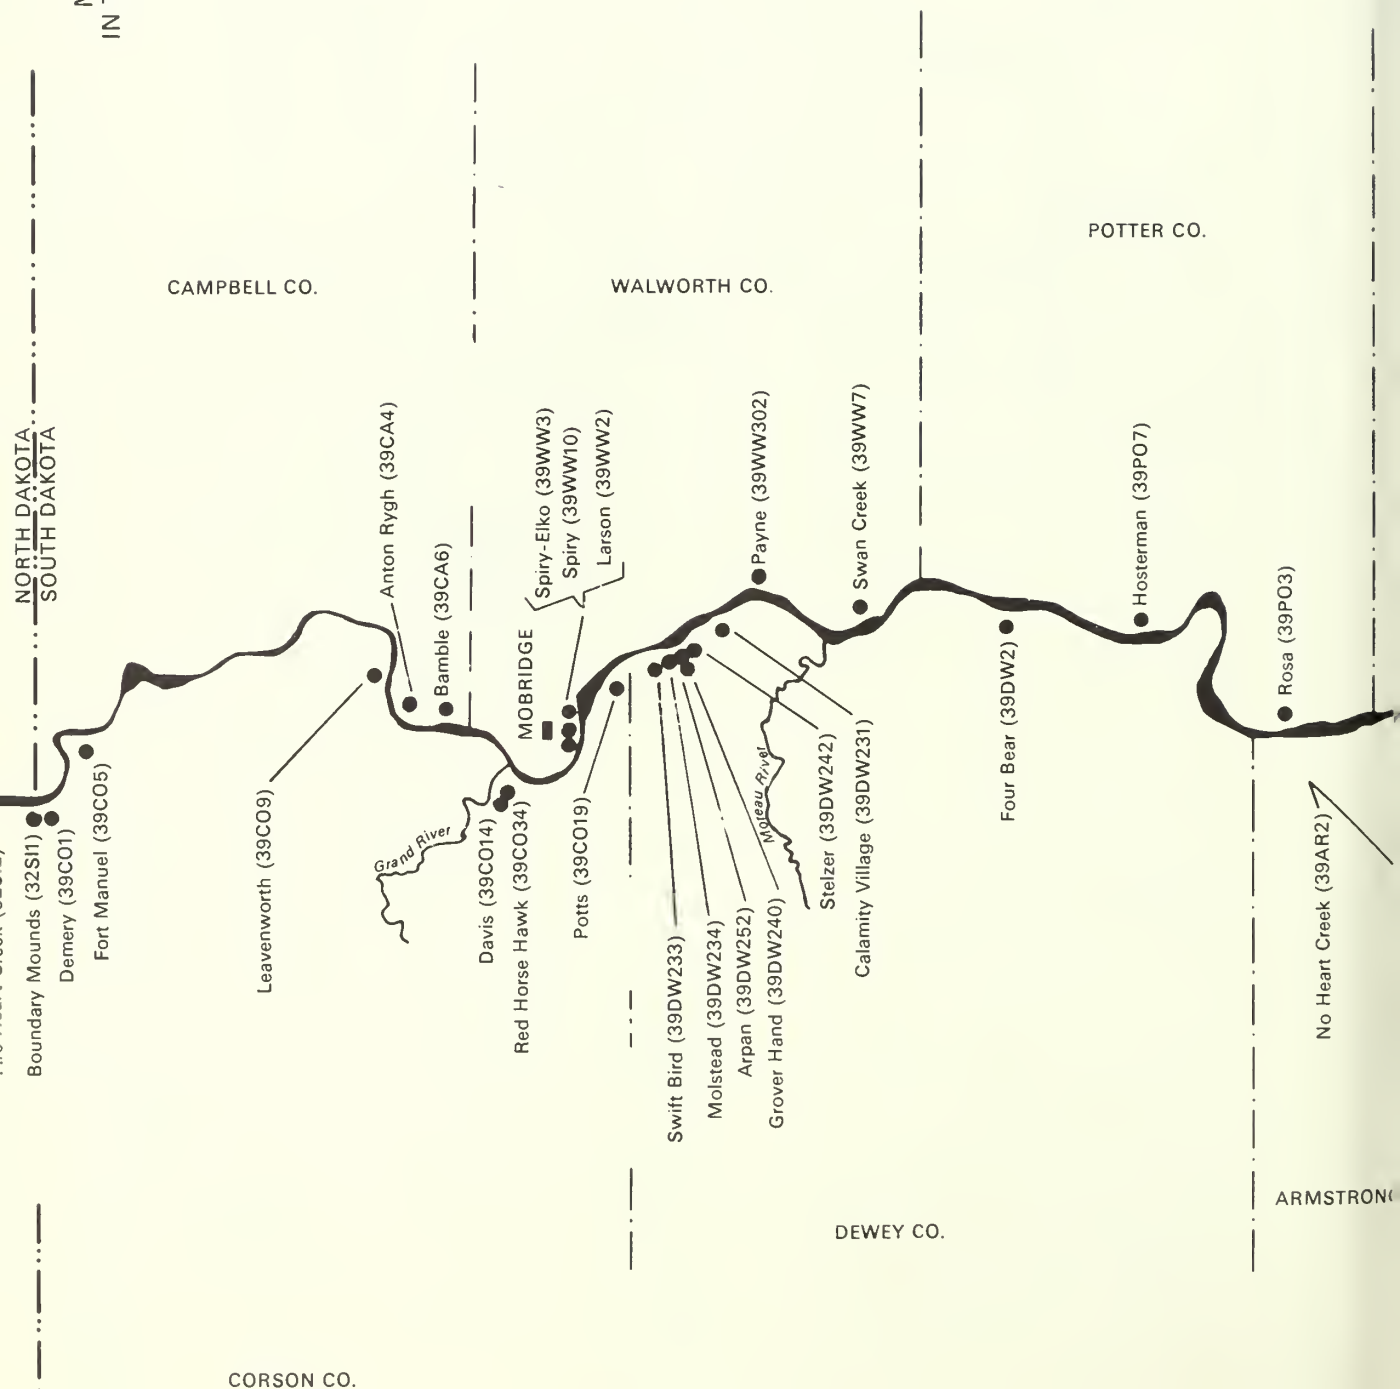 IN
NORTH DAKOTA
SOUTH DAKOTA
CAMPBELL CO.
WALWORTH CO.
POTTER CO.
Anton Rygh (39CA4)
Bamble (39CA6)
MOBRIDGE
Spiry-Elko (39WW3)
Spiry (39WW10)
Larson (39WW2)
Payne (39WW302)
Swan Creek (39WW7)
Hosterman (39PO7)
Rosa (39PO3)
Boundary Mounds (32SI1)
Demery (39CO1)
Fort Manuel (39CO5)
Leavenworth (39CO9)
Grand River
Davis (39CO14)
Red Horse Hawk (39CO34)
Potts (39CO19)
Swift Bird (39DW233)
Molstead (39DW234)
Arpan (39DW252)
Grover Hand (39DW240)
Moreau River
Stelzer (39DW242)
Calamity Village (39DW231)
Four Bear (39DW2)
No Heart Creek (39AR2)
ARMSTRONG
DEWEY CO.
CORSON CO.